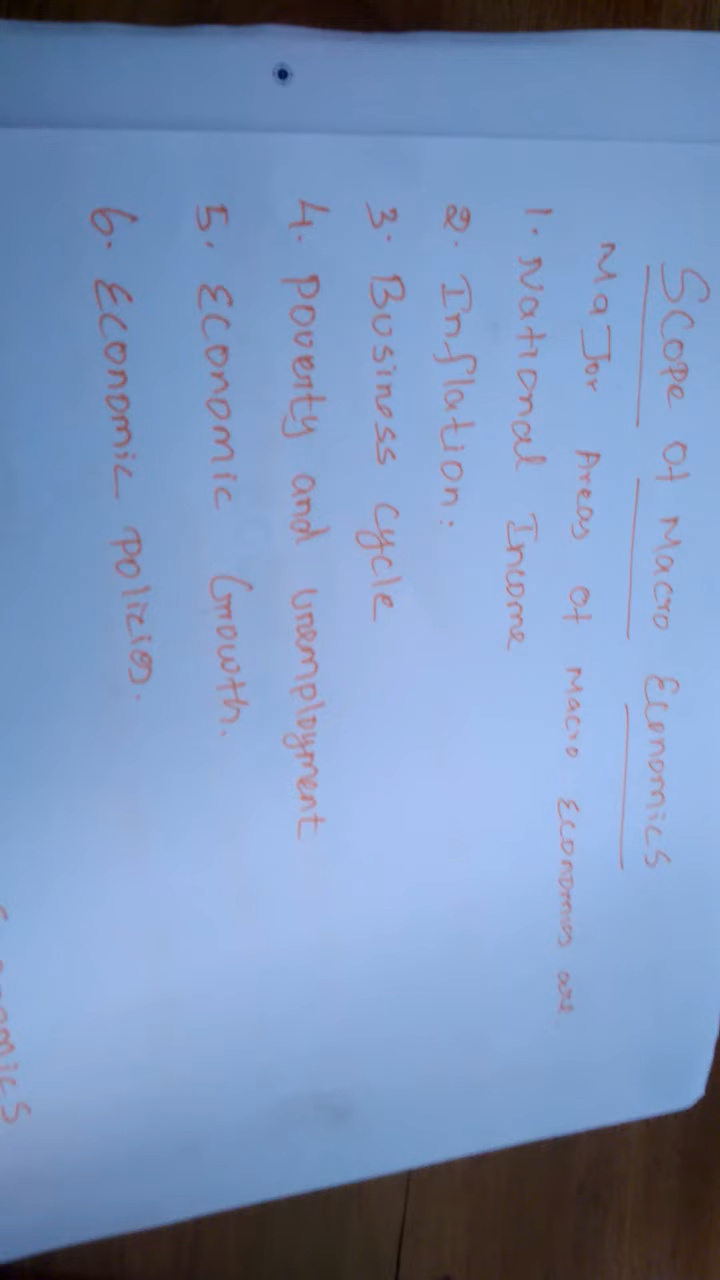 Scope of Macro Economics
Major Areas of Macro Economics are
1. National Income
2. Inflation:
3. Business cycle
4. Poverty and Unemployment
5. Economic Growth.
6. Economic policies.